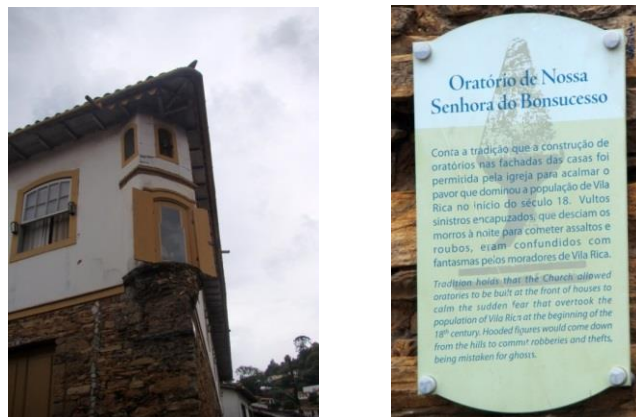 Oratório de Nossa
Senhora do Bonsucesso
Conta a tradição que a construção de
oratórios nas fachadas das casas foi
permitida pela igreja para acalmar o
pavor que dominou a população de Vila
Rica no início do século 18. Vultos
sinistros encapuzados, que desciam os
morros à noite para cometer assaltos e
roubos, eram confundidos com
fantasmas pelos moradores de Vila Rica.
Tradition holds that the Church allowed
oratories to be built at the front of houses to
calm the sudden fear that overtook the
population of Vila Rica at the beginning of the
18th century. Hooded figures would come down
from the hills to commit robberies and thefts,
being mistaken for ghosts.